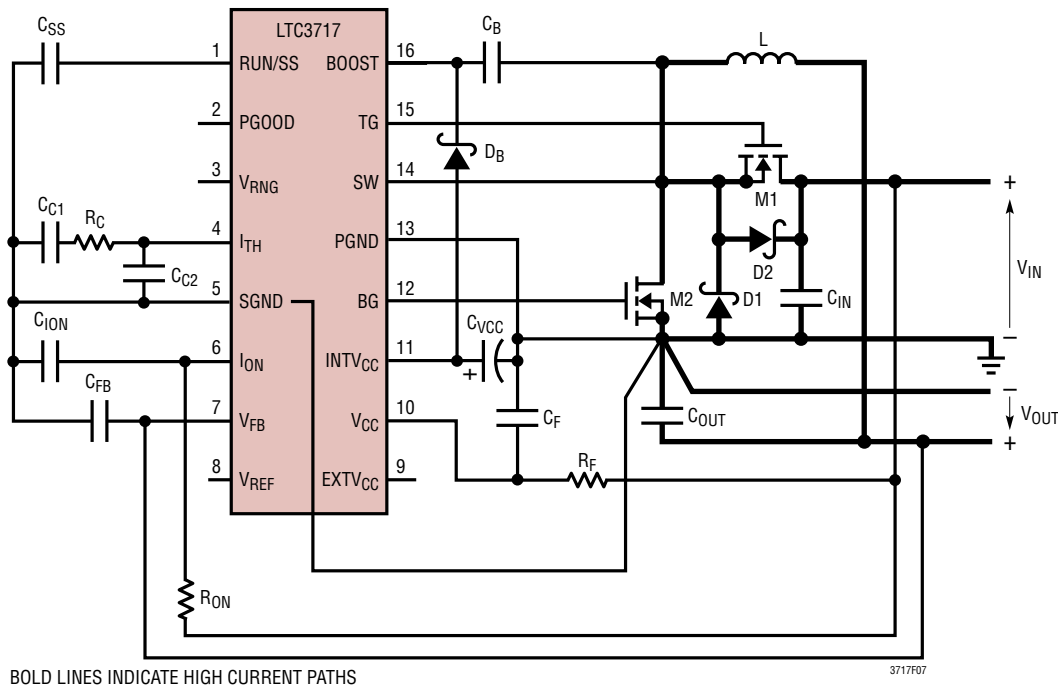 LTC3717
C_SS
1 RUN/SS
BOOST 16
C_B
L
2 PGOOD
TG 15
D_B
3 V_RNG
SW 14
M1
+
C_C1
R_C
4 I_TH
PGND 13
D2
V_IN
C_C2
5 SGND
BG 12
M2
D1
C_IN
C_ION
C_VCC
−
6 I_ON
INTV_CC 11
+
C_FB
−
7 V_FB
V_CC 10
C_F
C_OUT
V_OUT
+
8 V_REF
EXTV_CC 9
R_F
R_ON
3717F07
BOLD LINES INDICATE HIGH CURRENT PATHS